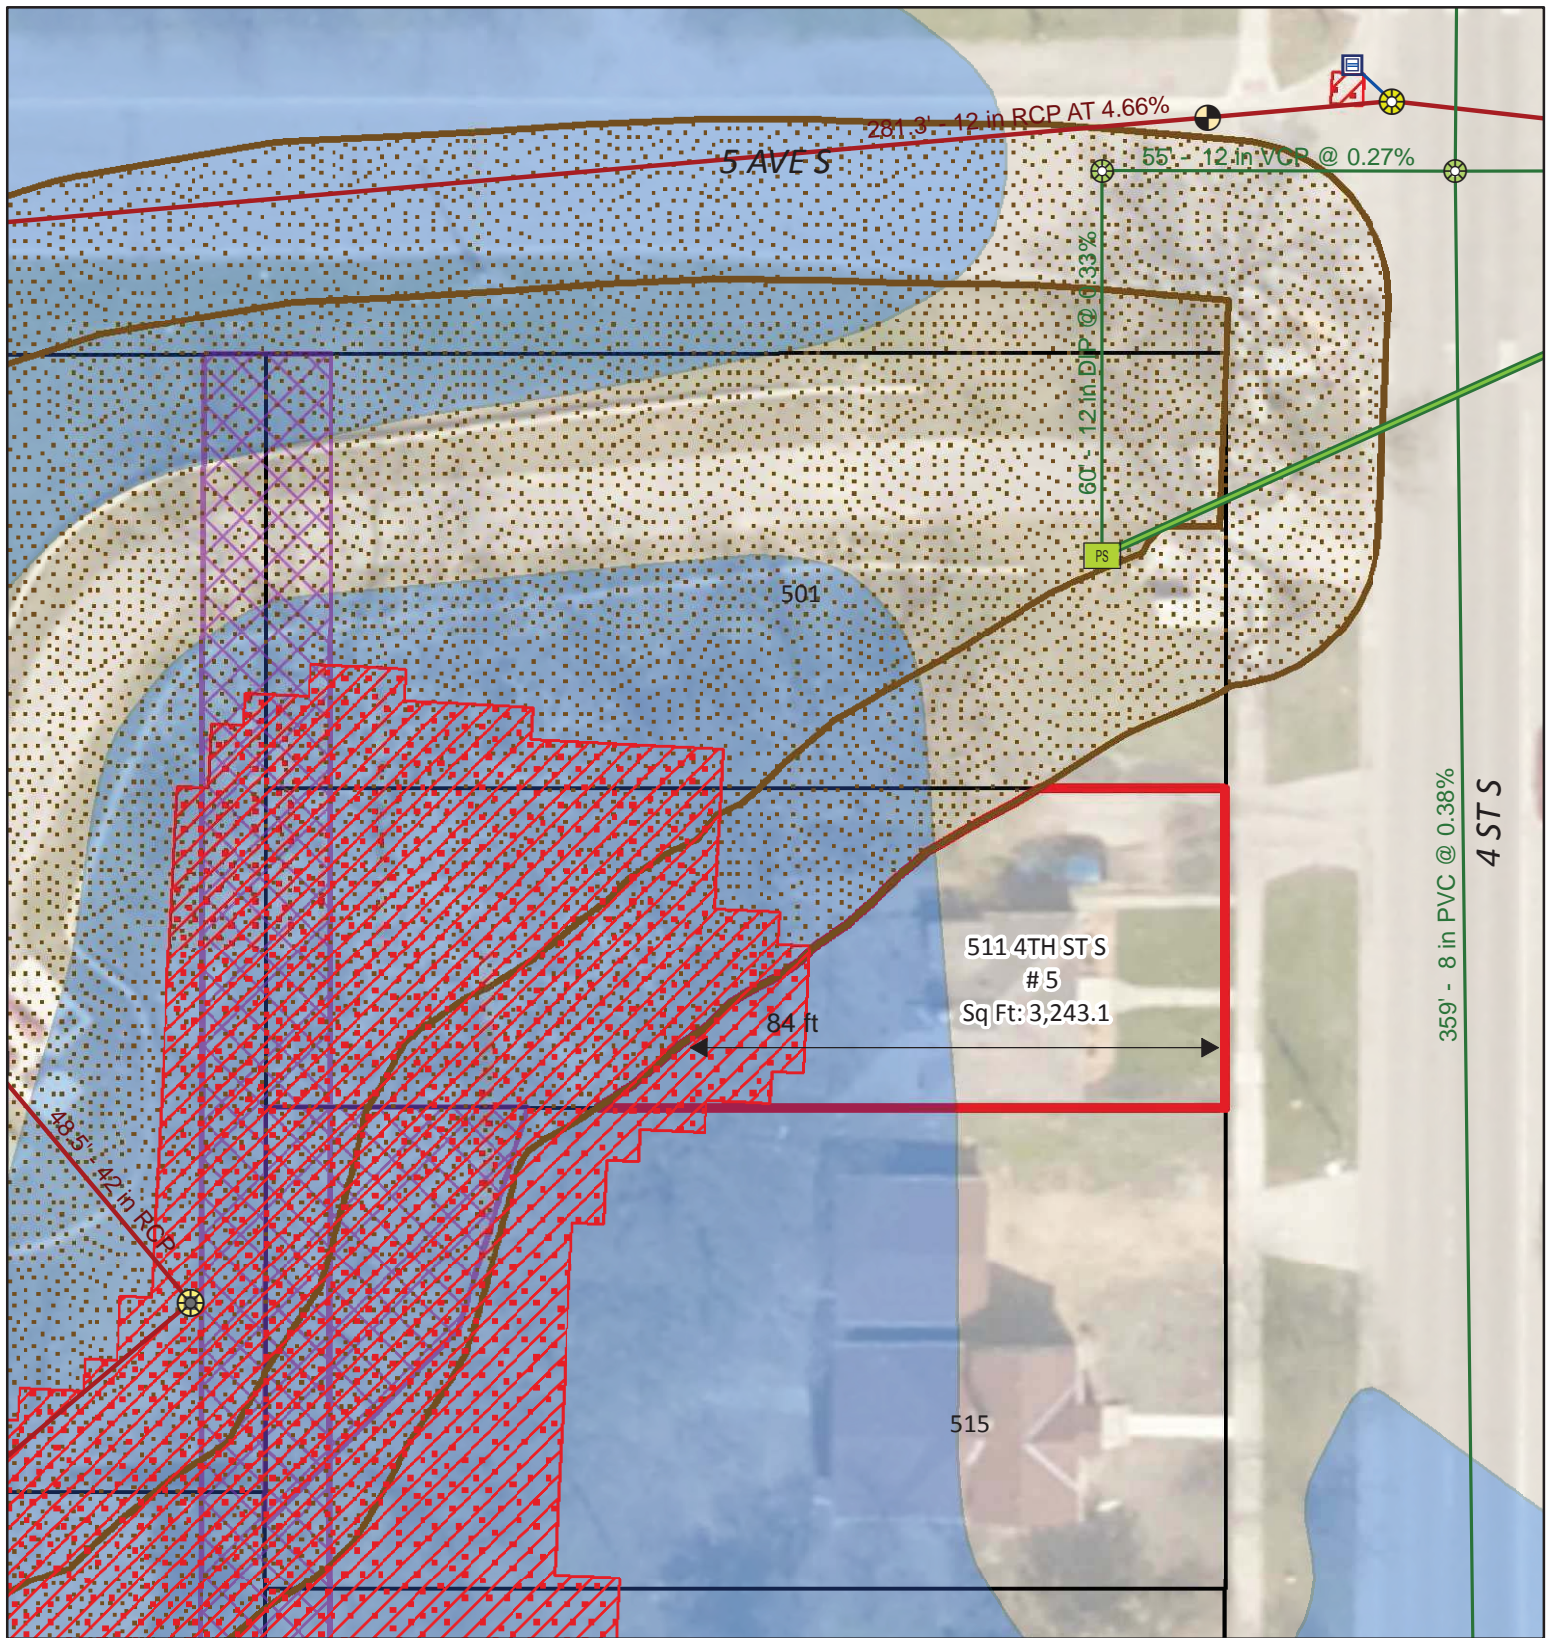 281.3' - 12 in RCP AT 4.66%
5 AVE S
55' - 12 in VCP @ 0.27%
60' - 12 in DIP @ 0.33%
PS
501
359' - 8 in PVC @ 0.38%
4 ST S
511 4TH ST S
# 5
Sq Ft: 3,243.1
84 ft
48.5' - 42 in RCP
515